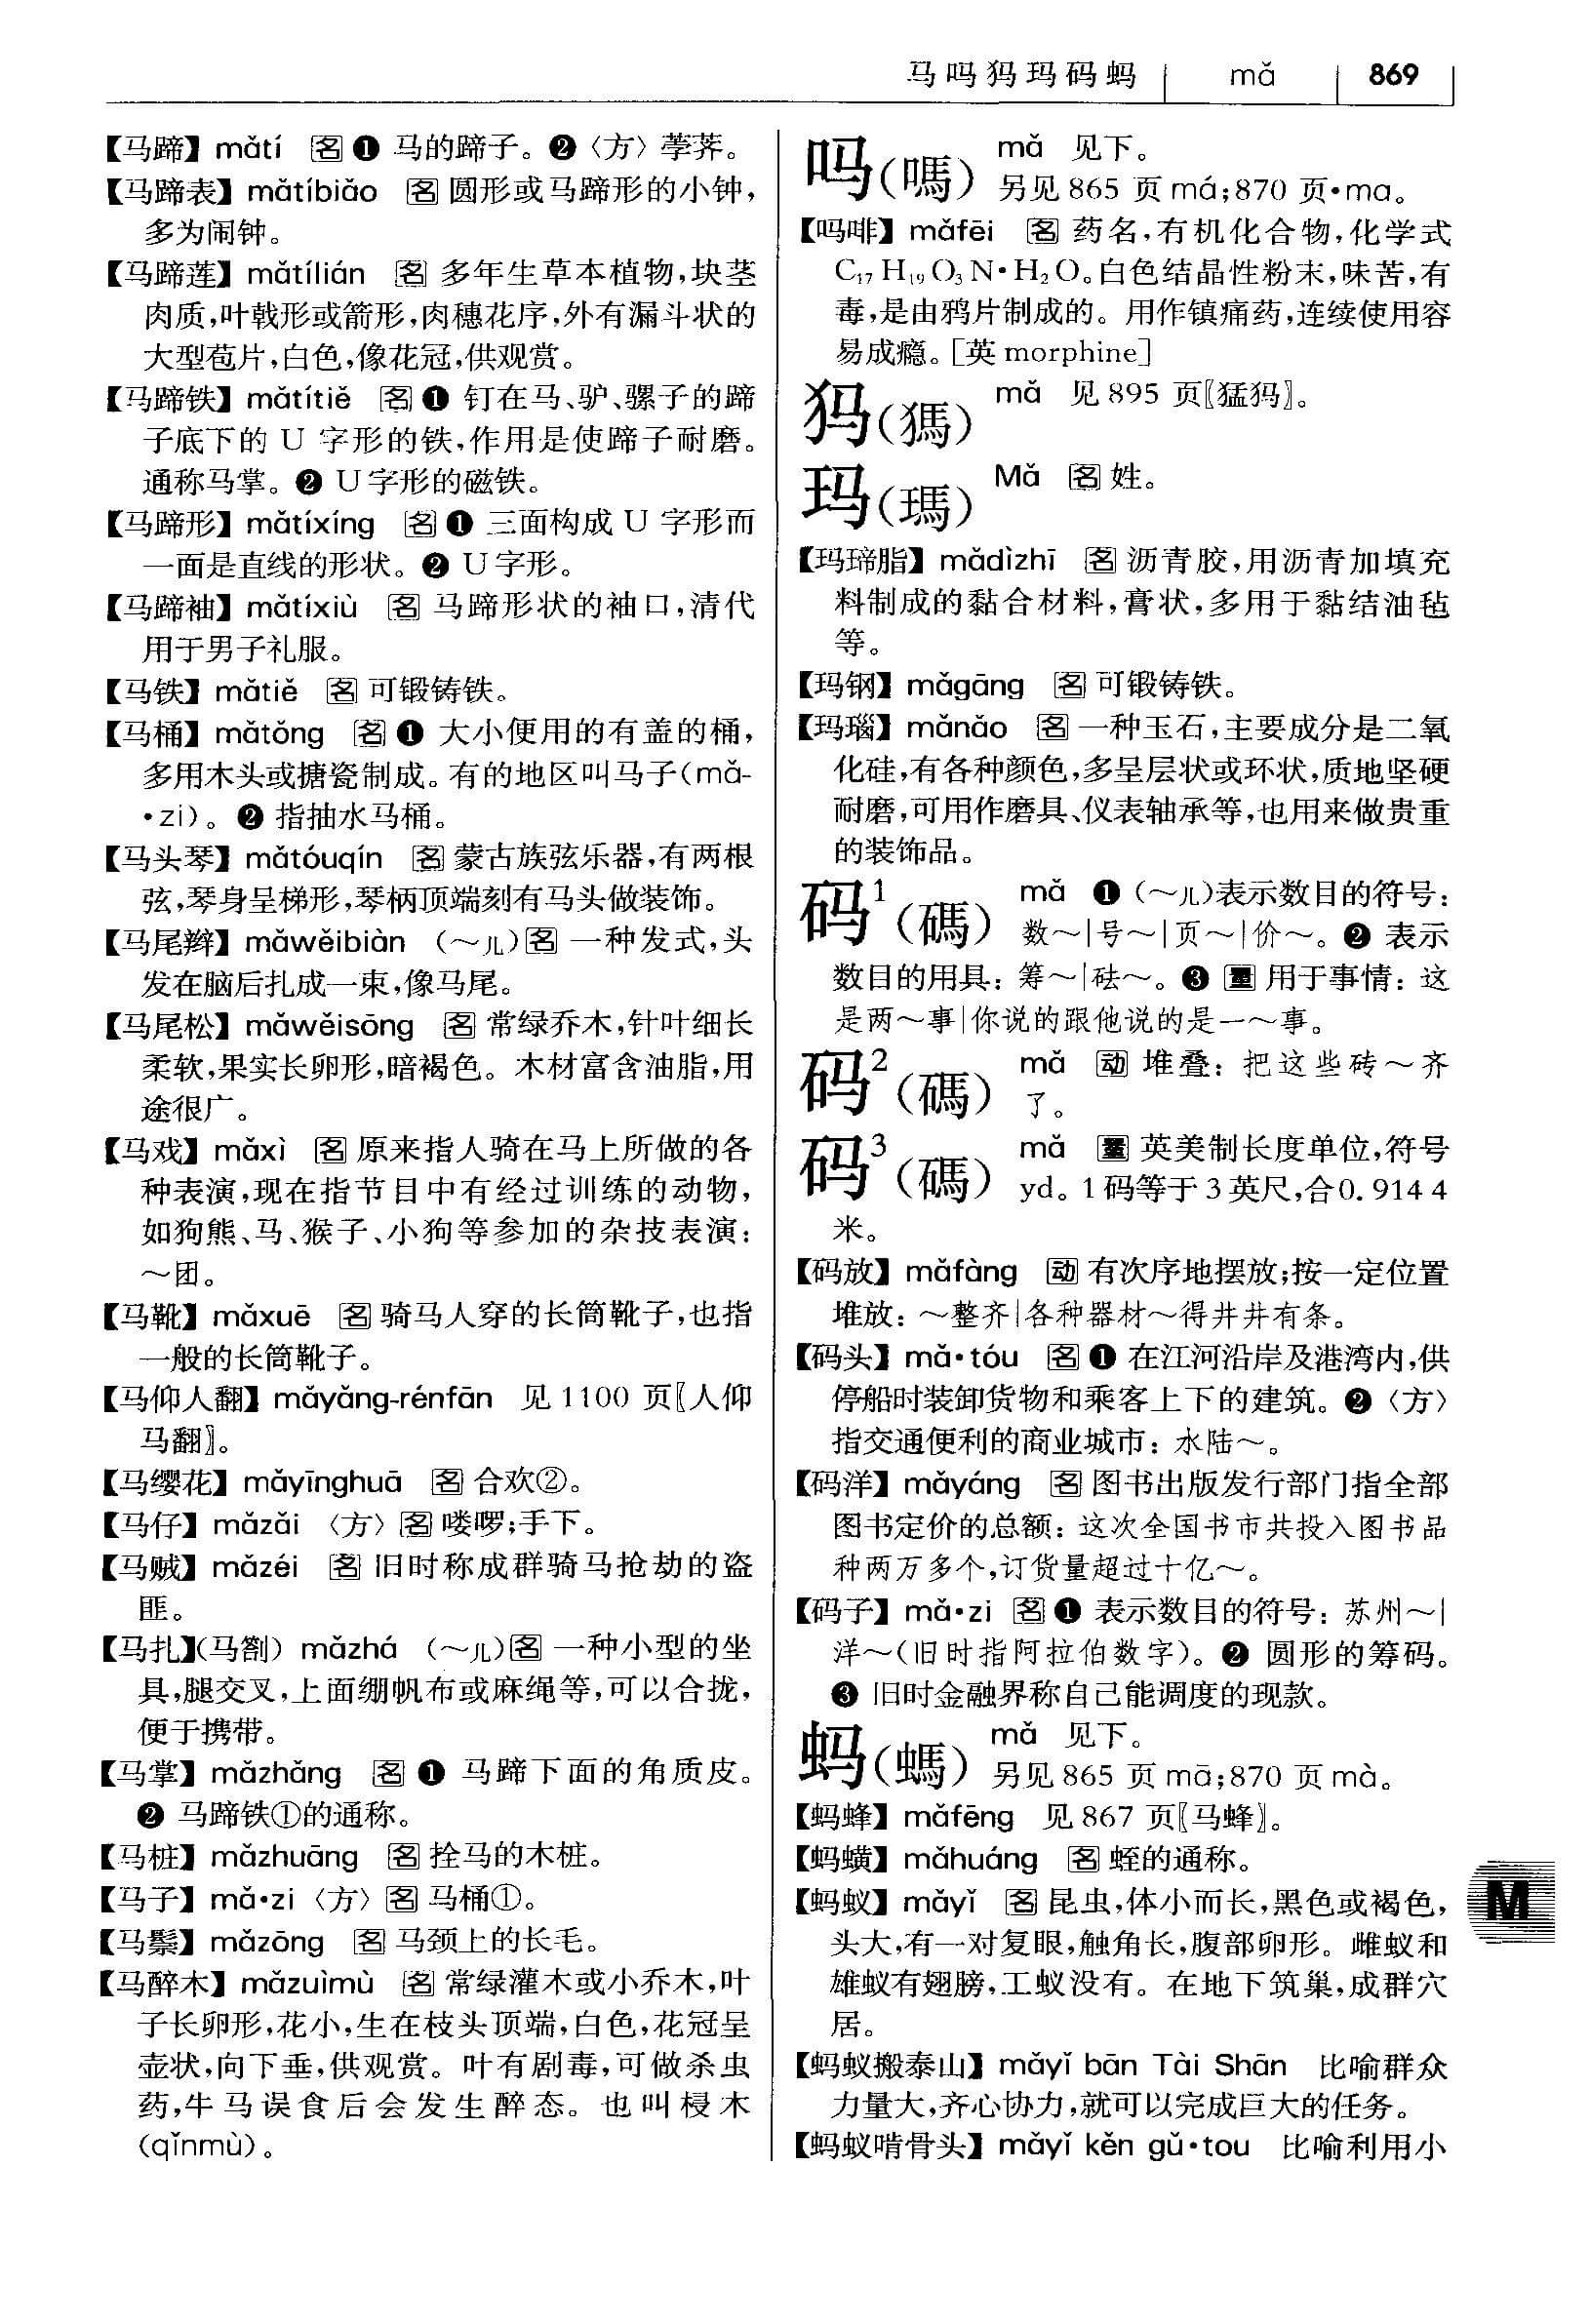 马吗犸玛码蚂 mǎ 869
【马蹄】 mǎtí 名❶ 马的蹄子。❷〈方〉荸荠。
【马蹄表】 mǎtíbiǎo 名 圆形或马蹄形的小钟,
多为闹钟。
【马蹄莲】 mǎtílián 名 多年生草本植物,块茎
肉质,叶戟形或箭形,肉穗花序,外有漏斗状的
大型苞片,白色,像花冠,供观赏。
【马蹄铁】 mǎtítiě 名❶ 钉在马、驴、骡子的蹄
子底下的 U 字形的铁,作用是使蹄子耐磨。
通称马掌。❷ U 字形的磁铁。
【马蹄形】 mǎtíxíng 名❶ 三面构成 U 字形而
一面是直线的形状。❷ U 字形。
【马蹄袖】 mǎtíxiù 名 马蹄形状的袖口,清代
用于男子礼服。
【马铁】 mǎtiě 名 可锻铸铁。
【马桶】 mǎtǒng 名❶ 大小便用的有盖的桶,
多用木头或搪瓷制成。有的地区叫马子(mǎ-
•zi)。❷ 指抽水马桶。
【马头琴】 mǎtóuqín 名 蒙古族弦乐器,有两根
弦,琴身呈梯形,琴柄顶端刻有马头做装饰。
【马尾辫】 mǎwěibiàn (～儿)名 一种发式,头
发在脑后扎成一束,像马尾。
【马尾松】 mǎwěisōng 名 常绿乔木,针叶细长
柔软,果实长卵形,暗褐色。木材富含油脂,用
途很广。
【马戏】 mǎxì 名 原来指人骑在马上所做的各
种表演,现在指节目中有经过训练的动物,
如狗熊、马、猴子、小狗等参加的杂技表演:
～团。
【马靴】 mǎxuē 名 骑马人穿的长筒靴子,也指
一般的长筒靴子。
【马仰人翻】 mǎyǎng-rénfān 见 1100 页〖人仰
马翻〗。
【马缨花】 mǎyīnghuā 名 合欢②。
【马仔】 mǎzǎi 〈方〉名 喽啰;手下。
【马贼】 mǎzéi 名 旧时称成群骑马抢劫的盗
匪。
【马扎】(马劄) mǎzhá (～儿)名 一种小型的坐
具,腿交叉,上面绷帆布或麻绳等,可以合拢,
便于携带。
【马掌】 mǎzhǎng 名❶ 马蹄下面的角质皮。
❷ 马蹄铁①的通称。
【马桩】 mǎzhuāng 名 拴马的木桩。
【马子】 mǎ•zi 〈方〉名 马桶①。
【马鬃】 mǎzōng 名 马颈上的长毛。
【马醉木】 mǎzuìmù 名 常绿灌木或小乔木,叶
子长卵形,花小,生在枝头顶端,白色,花冠呈
壶状,向下垂,供观赏。叶有剧毒,可做杀虫
药,牛马误食后会发生醉态。也叫梫木
(qǐnmù)。
吗(嗎) mǎ 见下。
另见 865 页 má;870 页•ma。
【吗啡】 mǎfēi 名 药名,有机化合物,化学式
C₁₇H₁₉O₃N•H₂O。白色结晶性粉末,味苦,有
毒,是由鸦片制成的。用作镇痛药,连续使用容
易成瘾。[英 morphine]
犸(獁) mǎ 见 895 页〖猛犸〗。
玛(瑪) Mǎ 名 姓。
【玛𤧛脂】 mǎdìzhī 名 沥青胶,用沥青加填充
料制成的黏合材料,膏状,多用于黏结油毡
等。
【玛钢】 mǎgāng 名 可锻铸铁。
【玛瑙】 mǎnǎo 名 一种玉石,主要成分是二氧
化硅,有各种颜色,多呈层状或环状,质地坚硬
耐磨,可用作磨具、仪表轴承等,也用来做贵重
的装饰品。
码¹(碼) mǎ ❶(～儿)表示数目的符号:
数～|号～|页～|价～。❷ 表示
数目的用具: 筹～|砝～。❸ 量 用于事情: 这
是两～事|你说的跟他说的是一～事。
码²(碼) mǎ 动 堆叠: 把这些砖～齐
了。
码³(碼) mǎ 量 英美制长度单位,符号
yd。1 码等于 3 英尺,合0.914 4
米。
【码放】 mǎfàng 动 有次序地摆放;按一定位置
堆放: ～整齐|各种器材～得井井有条。
【码头】 mǎ•tóu 名❶ 在江河沿岸及港湾内,供
停船时装卸货物和乘客上下的建筑。❷〈方〉
指交通便利的商业城市: 水陆～。
【码洋】 mǎyáng 名 图书出版发行部门指全部
图书定价的总额: 这次全国书市共投入图书品
种两万多个,订货量超过十亿～。
【码子】 mǎ•zi 名❶ 表示数目的符号: 苏州～|
洋～(旧时指阿拉伯数字)。❷ 圆形的筹码。
❸ 旧时金融界称自己能调度的现款。
蚂(螞) mǎ 见下。
另见 865 页 mā;870 页 mà。
【蚂蜂】 mǎfēng 见 867 页〖马蜂〗。
【蚂蟥】 mǎhuáng 名 蛭的通称。
【蚂蚁】 mǎyǐ 名 昆虫,体小而长,黑色或褐色,
头大,有一对复眼,触角长,腹部卵形。雌蚁和
雄蚁有翅膀,工蚁没有。在地下筑巢,成群穴
居。
【蚂蚁搬泰山】 mǎyǐ bān Tài Shān 比喻群众
力量大,齐心协力,就可以完成巨大的任务。
【蚂蚁啃骨头】 mǎyǐ kěn gǔ•tou 比喻利用小
M